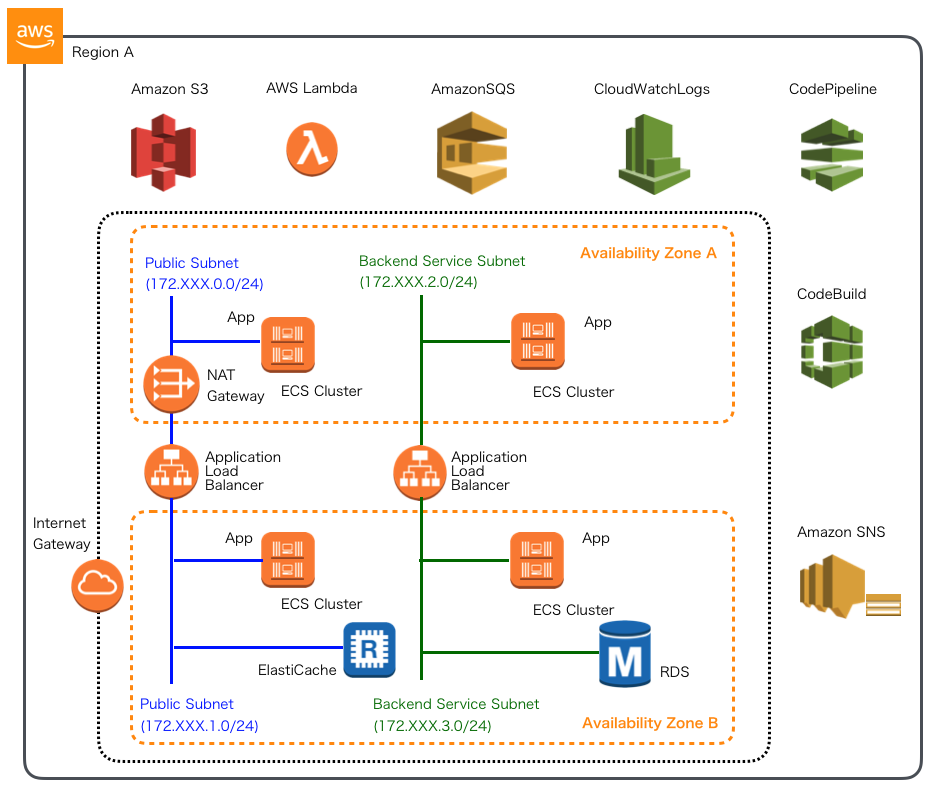 aws
Region A
Amazon S3
AWS Lambda
AmazonSQS
CloudWatchLogs
CodePipeline
Availability Zone A
Public Subnet
(172.XXX.0.0/24)
Backend Service Subnet
(172.XXX.2.0/24)
App
App
CodeBuild
NAT
Gateway
ECS Cluster
ECS Cluster
Application
Load
Balancer
Application
Load
Balancer
Internet
Gateway
App
App
Amazon SNS
ECS Cluster
ECS Cluster
R
M
ElastiCache
RDS
Public Subnet
(172.XXX.1.0/24)
Backend Service Subnet
(172.XXX.3.0/24)
Availability Zone B